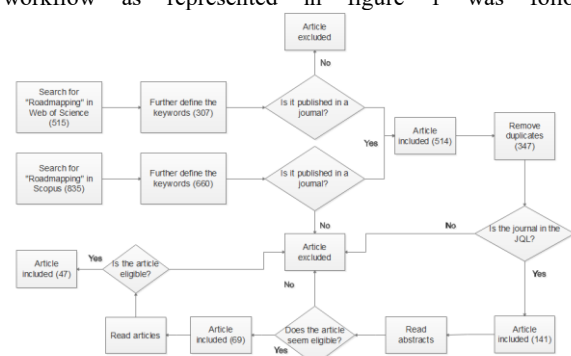 workflow as represented in figure 1 was
Article
excluded
No
Search for
"Roadmapping" in
Web of Science
(515)
Further define the
keywords (307)
Is it published in a
journal?
Yes
Article
included (514)
Remove
duplicates
(347)
Search for
"Roadmapping" in
Scopus (835)
Further define the
keywords (660)
Is it published in a
journal?
No
Is the journal in the
JQL?
No
Yes
Article
excluded
Article
included (47)
Yes
Is the article
eligible?
No
Read articles
Article
included (69)
Yes
Does the article
seem eligible?
Read
abstracts
Article
included (141)